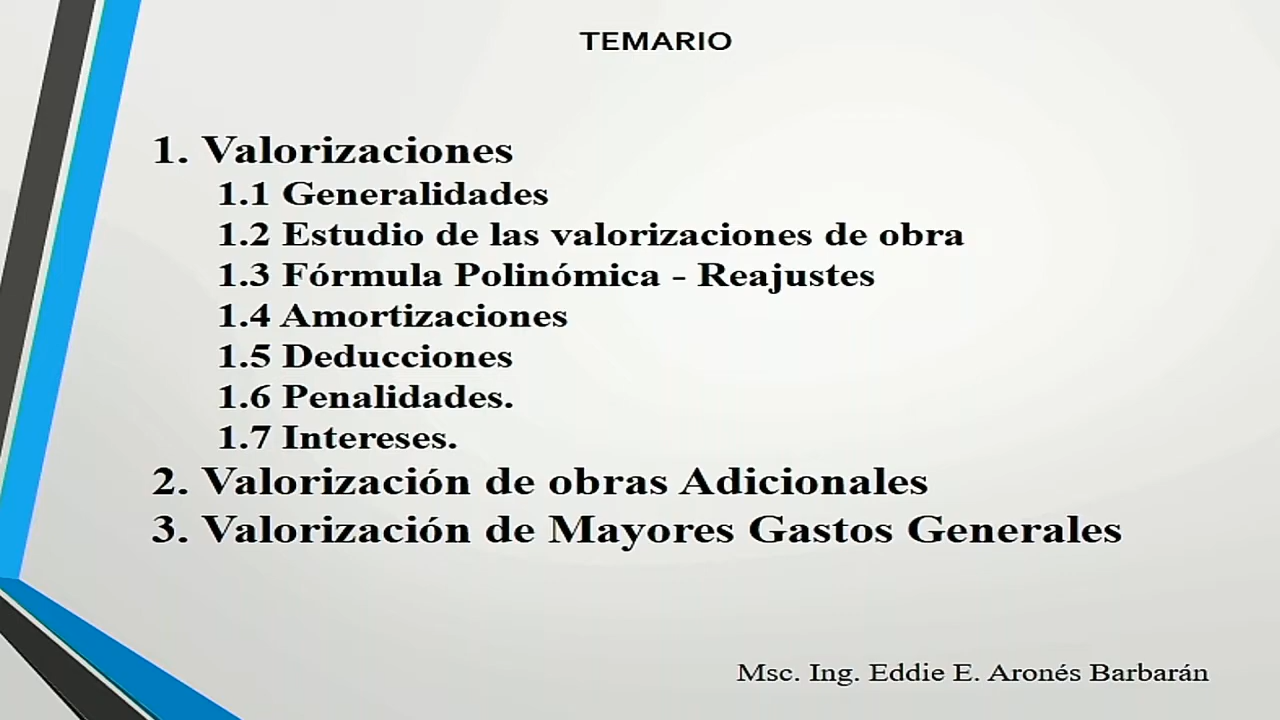 TEMARIO
1. Valorizaciones
1.1 Generalidades
1.2 Estudio de las valorizaciones de obra
1.3 Fórmula Polinómica - Reajustes
1.4 Amortizaciones
1.5 Deducciones
1.6 Penalidades.
1.7 Intereses.
2. Valorización de obras Adicionales
3. Valorización de Mayores Gastos Generales
Msc. Ing. Eddie E. Aronés Barbarán